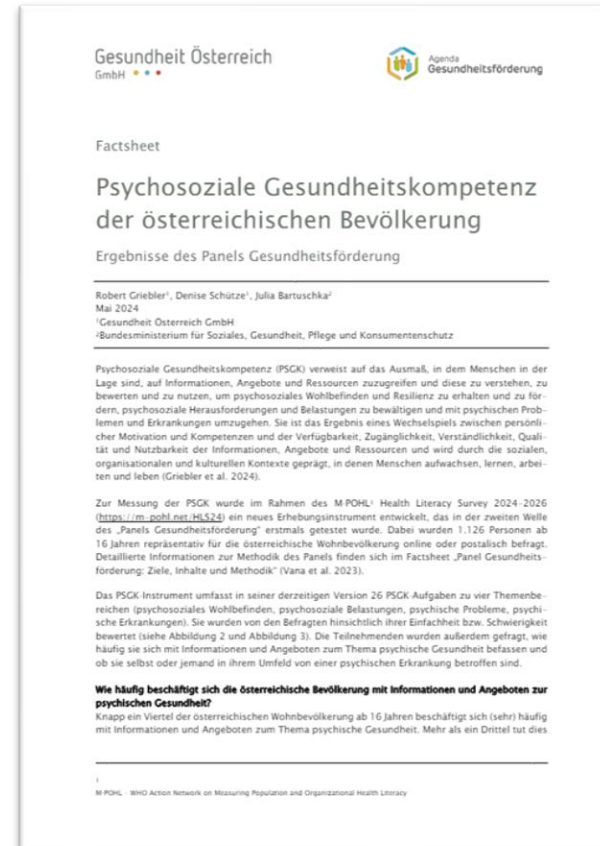 Gesundheit Österreich
GmbH
Agenda
Gesundheitsförderung
Factsheet
Psychosoziale Gesundheitskompetenz
der österreichischen Bevölkerung
Ergebnisse des Panels Gesundheitsförderung
Robert Griebler¹, Denise Schütze¹, Julia Bartuschka²
Mai 2024
¹Gesundheit Österreich GmbH
²Bundesministerium für Soziales, Gesundheit, Pflege und Konsumentenschutz
Psychosoziale Gesundheitskompetenz (PSGK) verweist auf das Ausmaß, in dem Menschen in der
Lage sind, auf Informationen, Angebote und Ressourcen zuzugreifen und diese zu verstehen, zu
bewerten und zu nutzen, um psychosoziales Wohlbefinden und Resilienz zu erhalten und zu för-
dern, psychosoziale Herausforderungen und Belastungen zu bewältigen und mit psychischen Prob-
lemen und Erkrankungen umzugehen. Sie ist das Ergebnis eines Wechselspiels zwischen persönli-
cher Motivation und Kompetenzen und der Verfügbarkeit, Zugänglichkeit, Verständlichkeit, Quali-
tät und Nutzbarkeit der Informationen, Angebote und Ressourcen und wird durch die sozialen,
organisationalen und kulturellen Kontexte geprägt, in denen Menschen aufwachsen, lernen, arbei-
ten und leben (Griebler et al. 2024).
Zur Messung der PSGK wurde im Rahmen des M-POHL¹ Health Literacy Survey 2024-2026
(https://m-pohl.net/HLS24) ein neues Erhebungsinstrument entwickelt, das in der zweiten Welle
des „Panels Gesundheitsförderung" erstmals getestet wurde. Dabei wurden 1.126 Personen ab
16 Jahren repräsentativ für die österreichische Wohnbevölkerung online oder postalisch befragt.
Detaillierte Informationen zur Methodik des Panels finden sich im Factsheet „Panel Gesundheits-
förderung: Ziele, Inhalte und Methodik" (Vana et al. 2023).
Das PSGK-Instrument umfasst in seiner derzeitigen Version 26 PSGK-Aufgaben zu vier Themenbe-
reichen (psychosoziales Wohlbefinden, psychosoziale Belastungen, psychische Probleme, psychi-
sche Erkrankungen). Sie wurden von den Befragten hinsichtlich ihrer Einfachheit bzw. Schwierigkeit
bewertet (siehe Abbildung 2 und Abbildung 3). Die Teilnehmenden wurden außerdem gefragt, wie
häufig sie sich mit Informationen und Angeboten zum Thema psychische Gesundheit befassen und
ob sie selbst oder jemand in ihrem Umfeld von einer psychischen Erkrankung betroffen sind.
Wie häufig beschäftigt sich die österreichische Bevölkerung mit Informationen und Angeboten zur
psychischen Gesundheit?
Knapp ein Viertel der österreichischen Wohnbevölkerung ab 16 Jahren beschäftigt sich (sehr) häufig
mit Informationen und Angeboten zum Thema psychische Gesundheit. Mehr als ein Drittel tut dies
1
M-POHL - WHO Action Network on Measuring Population and Organizational Health Literacy